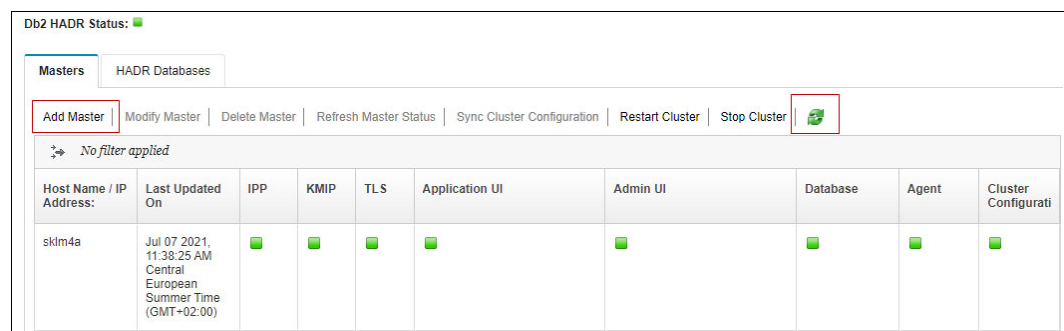 Db2 HADR Status:
Masters HADR Databases
Add Master Modify Master Delete Master Refresh Master Status Sync Cluster Configuration Restart Cluster Stop Cluster
No filter applied
Host Name / IP Last Updated IPP KMIP TLS Application UI Admin UI Database Agent Cluster
Address: On Configurati
sklm4a Jul 07 2021,
11:38:25 AM
Central
European
Summer Time
(GMT+02:00)